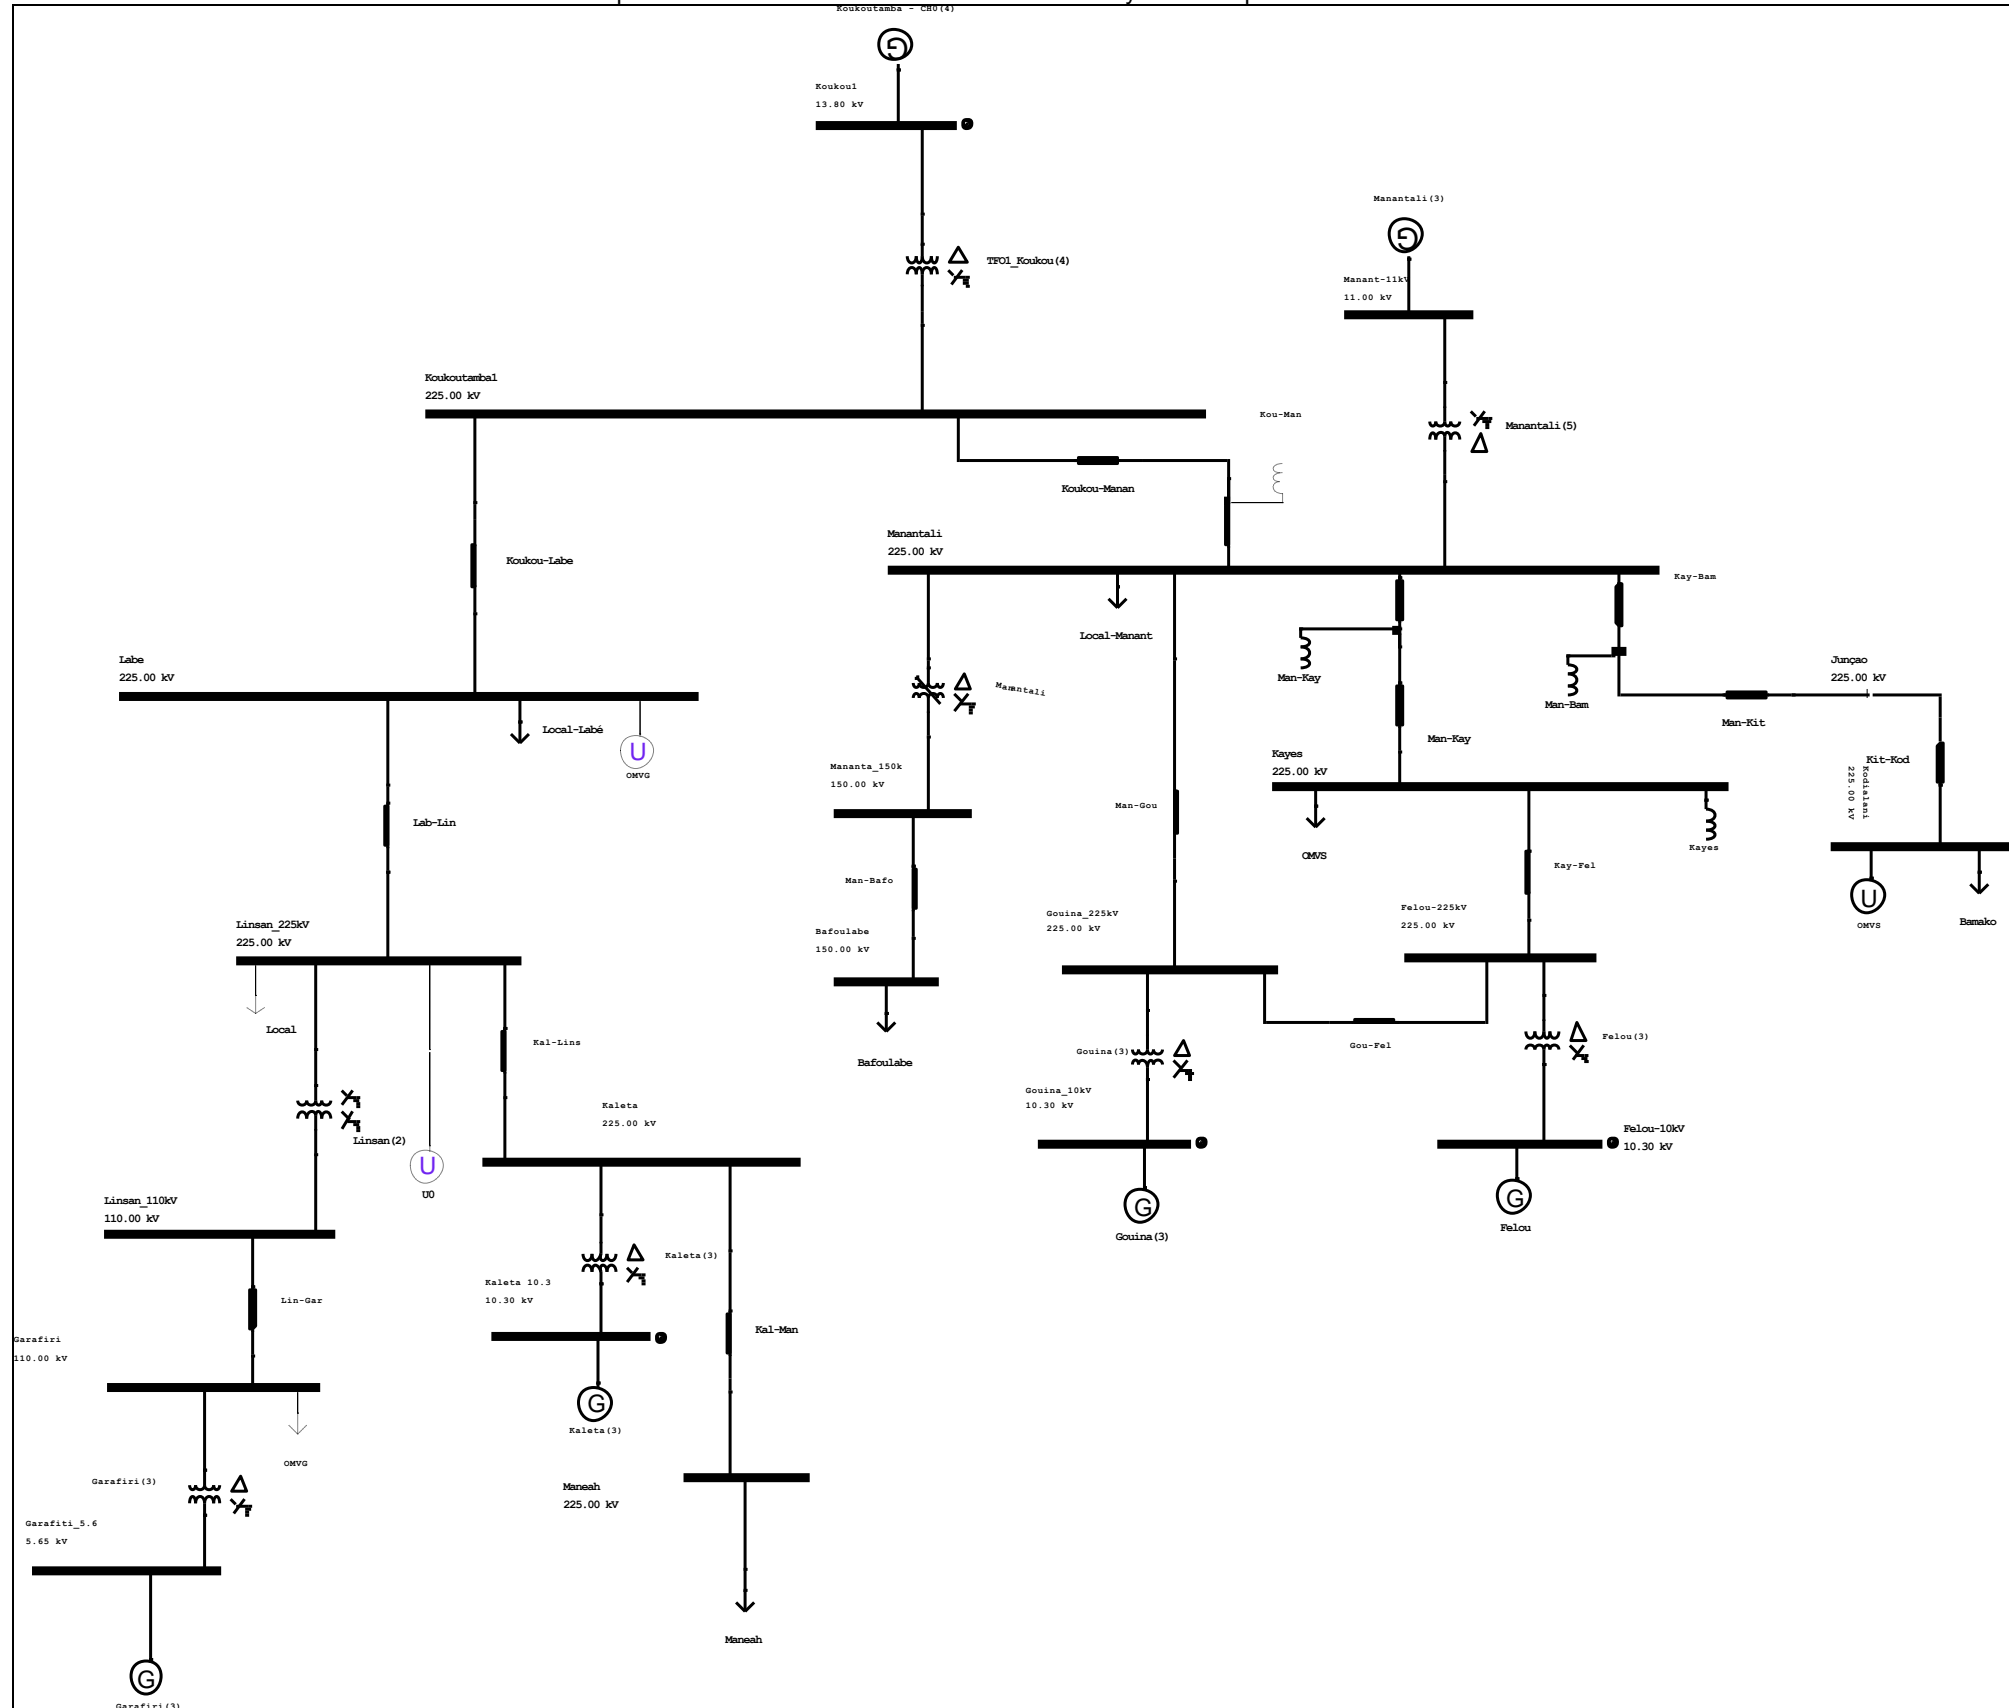 Koukoutamba - CH0(4)
G
Koukou1
13.80 kV
TFO1_Koukou(4)
Manantali(3)
G
Manant-11kV
11.00 kV
Manantali(5)
Koukoutamba1
225.00 kV
Kou-Man
Koukou-Manan
Manantali
225.00 kV
Koukou-Labe
Kay-Bam
Local-Manant
Man-Kay
Man-Bam
Junçao
225.00 kV
Man-Kit
Labe
225.00 kV
Local-Labé
U
OMVG
Manantali
Man-Kay
Kayes
225.00 kV
Kit-Kod
Kodialani
225.00 kV
Mananta_150k
150.00 kV
Man-Gou
Lab-Lin
OMVS
Kay-Fel
Kayes
Man-Bafo
U
OMVS
Bamako
Linsan_225kV
225.00 kV
Bafoulabe
150.00 kV
Gouina_225kV
225.00 kV
Felou-225kV
225.00 kV
Local
Kal-Lins
Bafoulabe
Gouina(3)
Gou-Fel
Felou(3)
Gouina_10kV
10.30 kV
Kaleta
225.00 kV
Linsan(2)
U
U0
Felou-10kV
10.30 kV
G
Gouina(3)
G
Felou
Linsan_110kV
110.00 kV
Kaleta(3)
Kaleta 10.3
10.30 kV
Lin-Gar
Kal-Man
Garafiri
110.00 kV
G
Kaleta(3)
OMVG
Garafiri(3)
Maneah
225.00 kV
Garafiti_5.6
5.65 kV
Maneah
G
Garafiri(3)